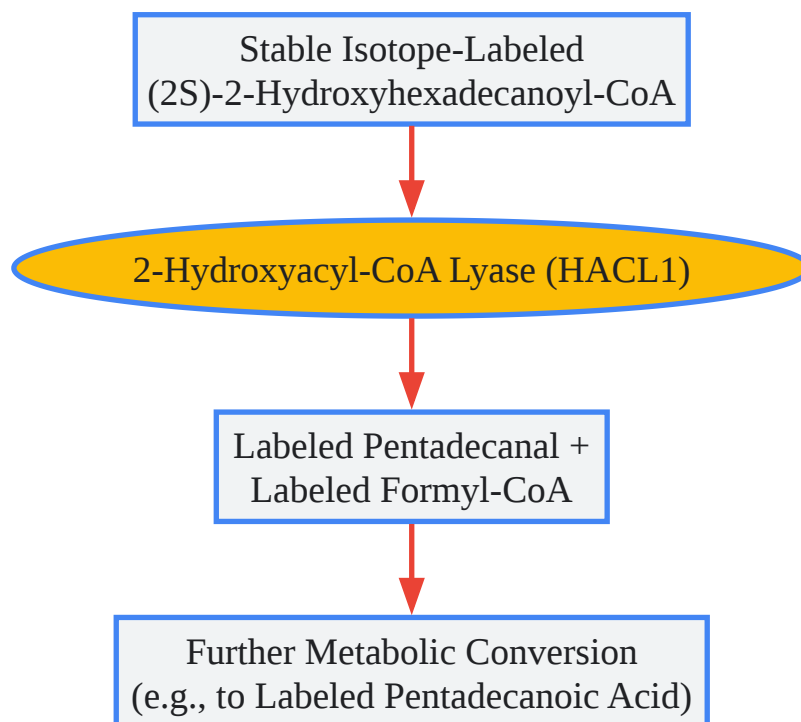 Stable Isotope-Labeled
(2S)-2-Hydroxyhexadecanoyl-CoA
2-Hydroxyacyl-CoA Lyase (HACL1)
Labeled Pentadecanal +
Labeled Formyl-CoA
Further Metabolic Conversion
(e.g., to Labeled Pentadecanoic Acid)